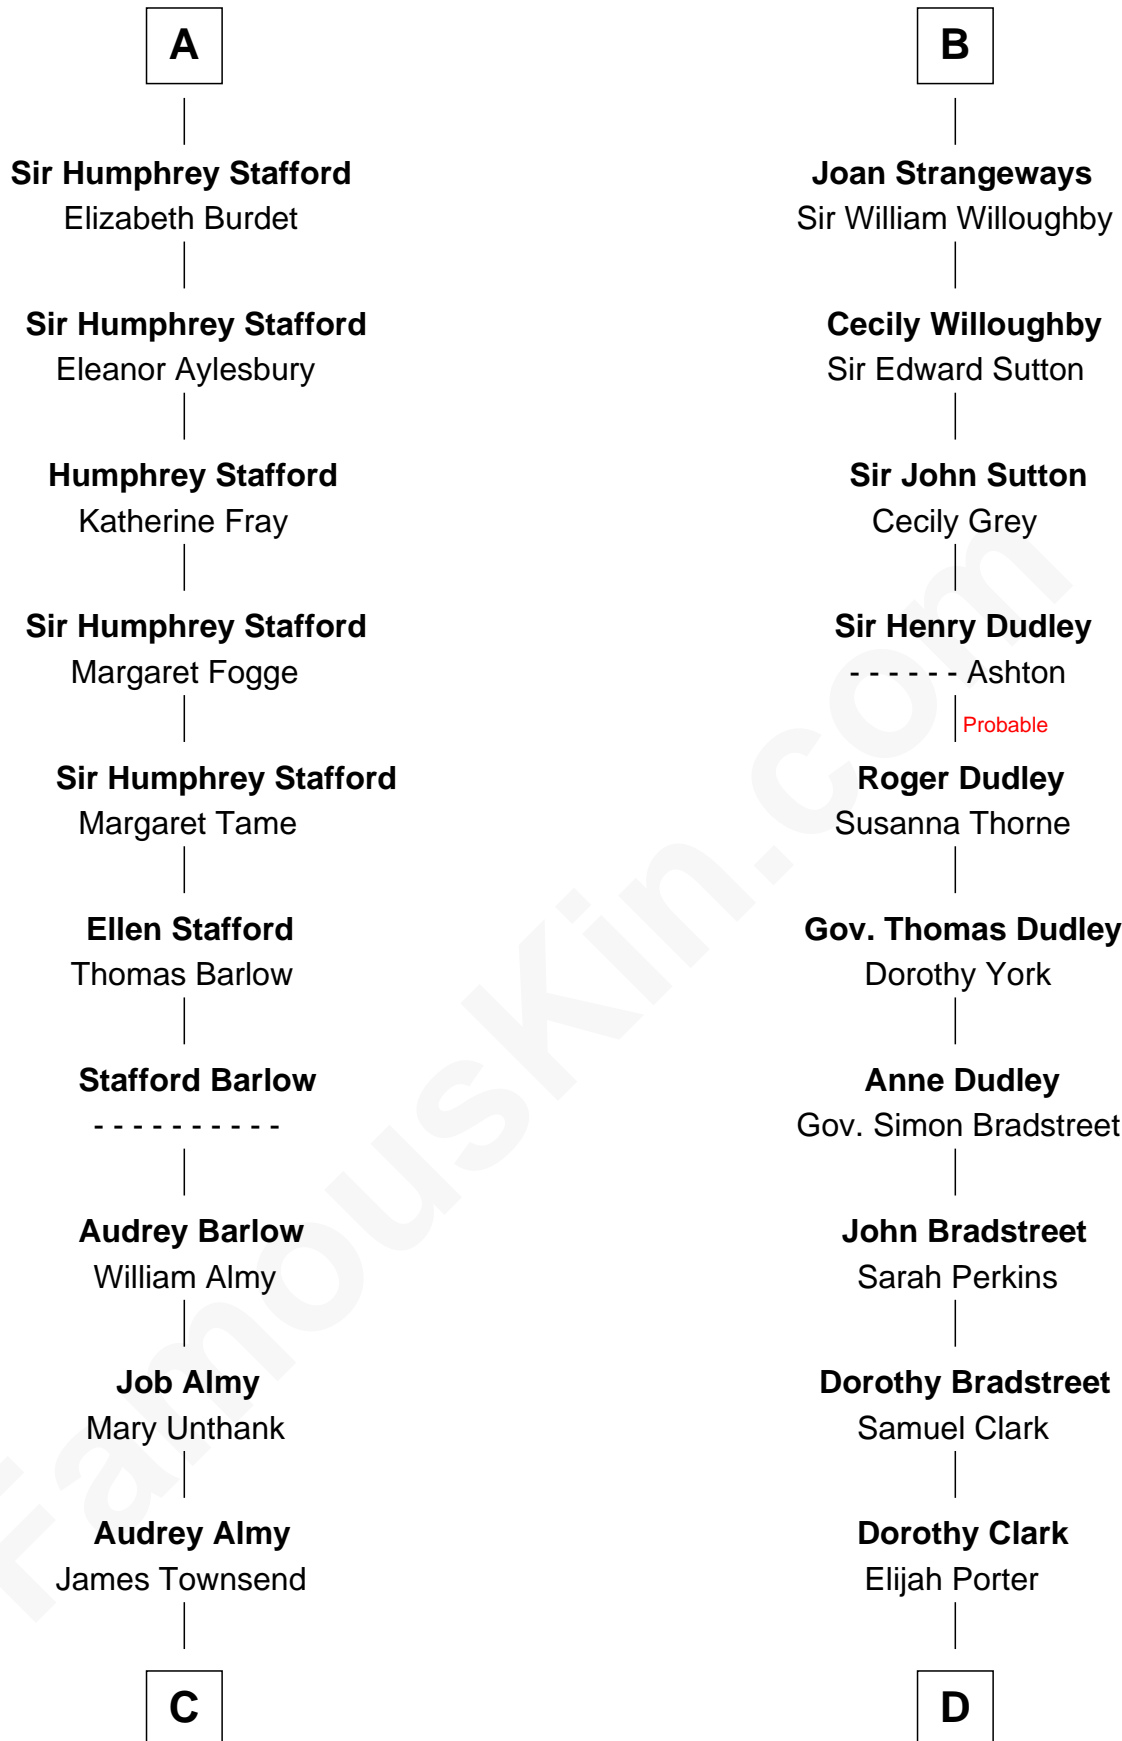 A
Sir Humphrey Stafford
Elizabeth Burdet
Sir Humphrey Stafford
Eleanor Aylesbury
Humphrey Stafford
Katherine Fray
Sir Humphrey Stafford
Margaret Fogge
Sir Humphrey Stafford
Margaret Tame
Ellen Stafford
Thomas Barlow
Stafford Barlow
- - - - - - - - - -
Audrey Barlow
William Almy
Job Almy
Mary Unthank
Audrey Almy
James Townsend
C
B
Joan Strangeways
Sir William Willoughby
Cecily Willoughby
Sir Edward Sutton
Sir John Sutton
Cecily Grey
Sir Henry Dudley
- - - - - - Ashton
Probable
Roger Dudley
Susanna Thorne
Gov. Thomas Dudley
Dorothy York
Anne Dudley
Gov. Simon Bradstreet
John Bradstreet
Sarah Perkins
Dorothy Bradstreet
Samuel Clark
Dorothy Clark
Elijah Porter
D
FamousKin.com